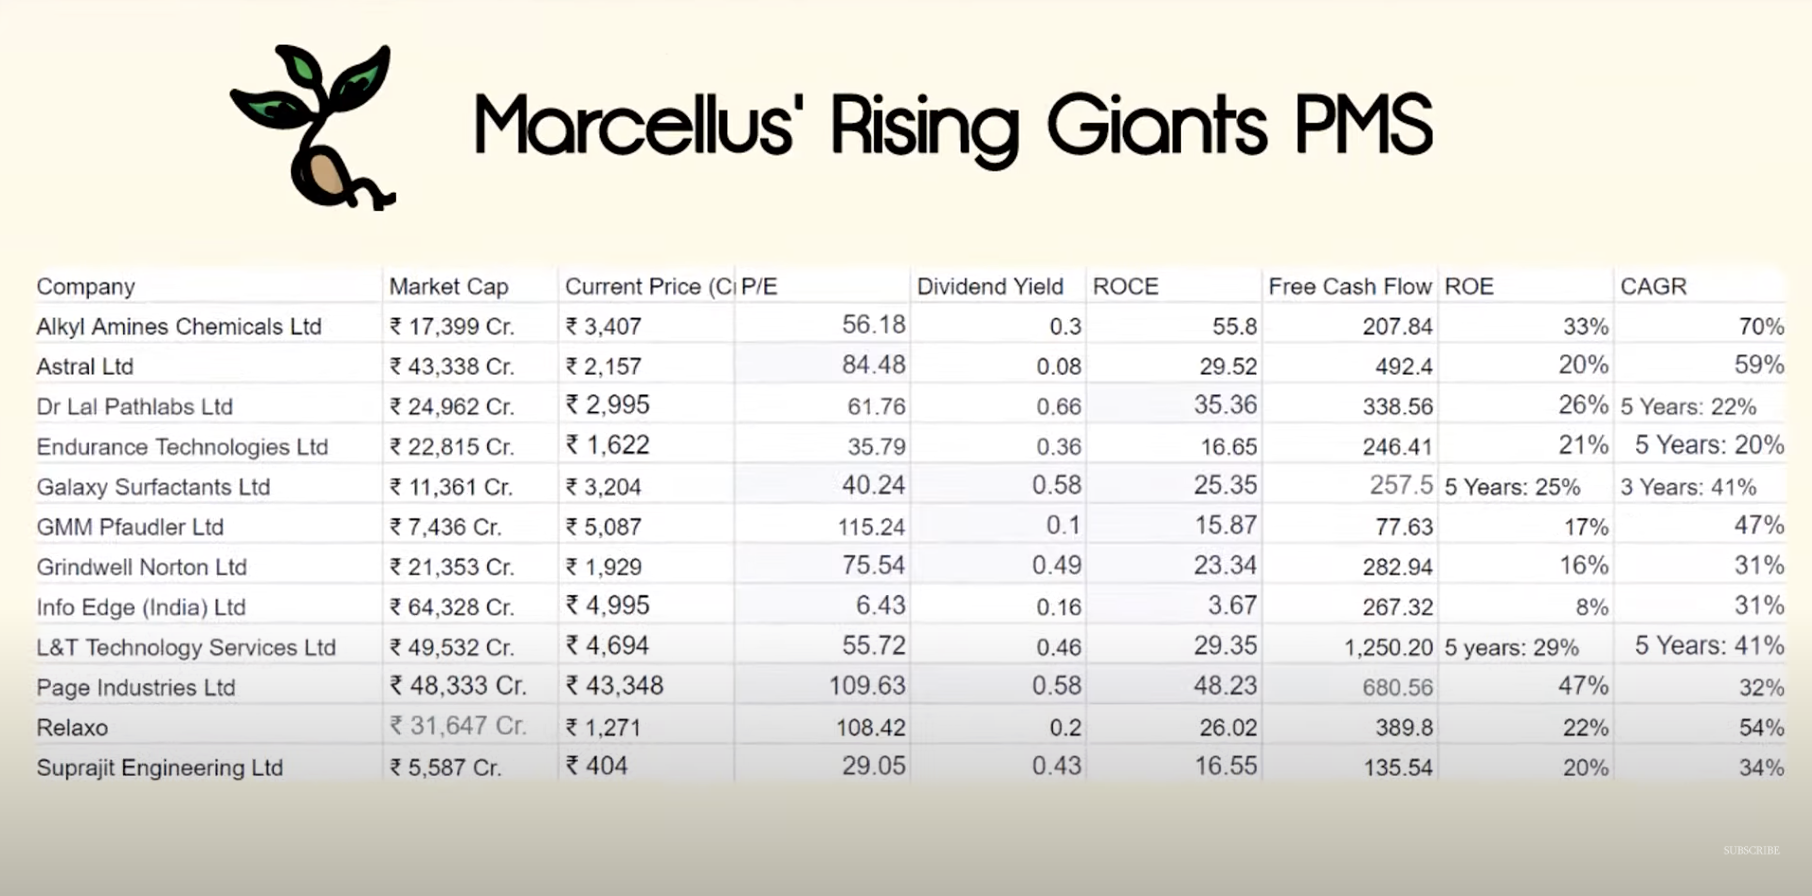 Marcellus' Rising Giants PMS
Company Market Cap Current Price (C P/E Dividend Yield ROCE Free Cash Flow ROE CAGR
Alkyl Amines Chemicals Ltd ₹ 17,399 Cr. ₹ 3,407 56.18 0.3 55.8 207.84 33% 70%
Astral Ltd ₹ 43,338 Cr. ₹ 2,157 84.48 0.08 29.52 492.4 20% 59%
Dr Lal Pathlabs Ltd ₹ 24,962 Cr. ₹ 2,995 61.76 0.66 35.36 338.56 26% 5 Years: 22%
Endurance Technologies Ltd ₹ 22,815 Cr. ₹ 1,622 35.79 0.36 16.65 246.41 21% 5 Years: 20%
Galaxy Surfactants Ltd ₹ 11,361 Cr. ₹ 3,204 40.24 0.58 25.35 257.5 5 Years: 25% 3 Years: 41%
GMM Pfaudler Ltd ₹ 7,436 Cr. ₹ 5,087 115.24 0.1 15.87 77.63 17% 47%
Grindwell Norton Ltd ₹ 21,353 Cr. ₹ 1,929 75.54 0.49 23.34 282.94 16% 31%
Info Edge (India) Ltd ₹ 64,328 Cr. ₹ 4,995 6.43 0.16 3.67 267.32 8% 31%
L&T Technology Services Ltd ₹ 49,532 Cr. ₹ 4,694 55.72 0.46 29.35 1,250.20 5 years: 29% 5 Years: 41%
Page Industries Ltd ₹ 48,333 Cr. ₹ 43,348 109.63 0.58 48.23 680.56 47% 32%
Relaxo ₹ 31,647 Cr. ₹ 1,271 108.42 0.2 26.02 389.8 22% 54%
Suprajit Engineering Ltd ₹ 5,587 Cr. ₹ 404 29.05 0.43 16.55 135.54 20% 34%
SUBSCRIBE